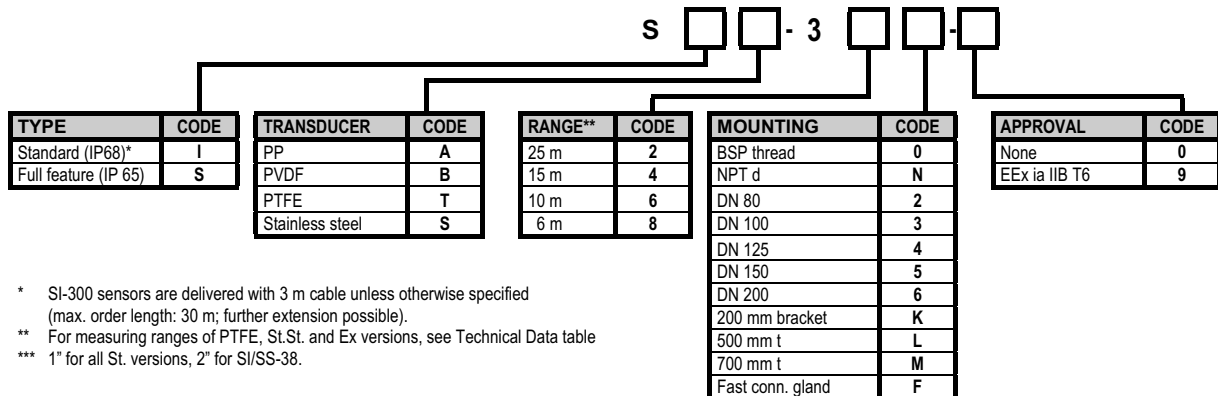 S - 3 -
TYPE CODE
Standard (IP68)* I
Full feature (IP 65) S
TRANSDUCER CODE
PP A
PVDF B
PTFE T
Stainless steel S
RANGE** CODE
25 m 2
15 m 4
10 m 6
6 m 8
MOUNTING CODE
BSP thread 0
NPT d N
DN 80 2
DN 100 3
DN 125 4
DN 150 5
DN 200 6
200 mm bracket K
500 mm t L
700 mm t M
Fast conn. gland F
APPROVAL CODE
None 0
EEx ia IIB T6 9
* SI-300 sensors are delivered with 3 m cable unless otherwise specified
(max. order length: 30 m; further extension possible).
** For measuring ranges of PTFE, St.St. and Ex versions, see Technical Data table
*** 1” for all St. versions, 2” for SI/SS-38.